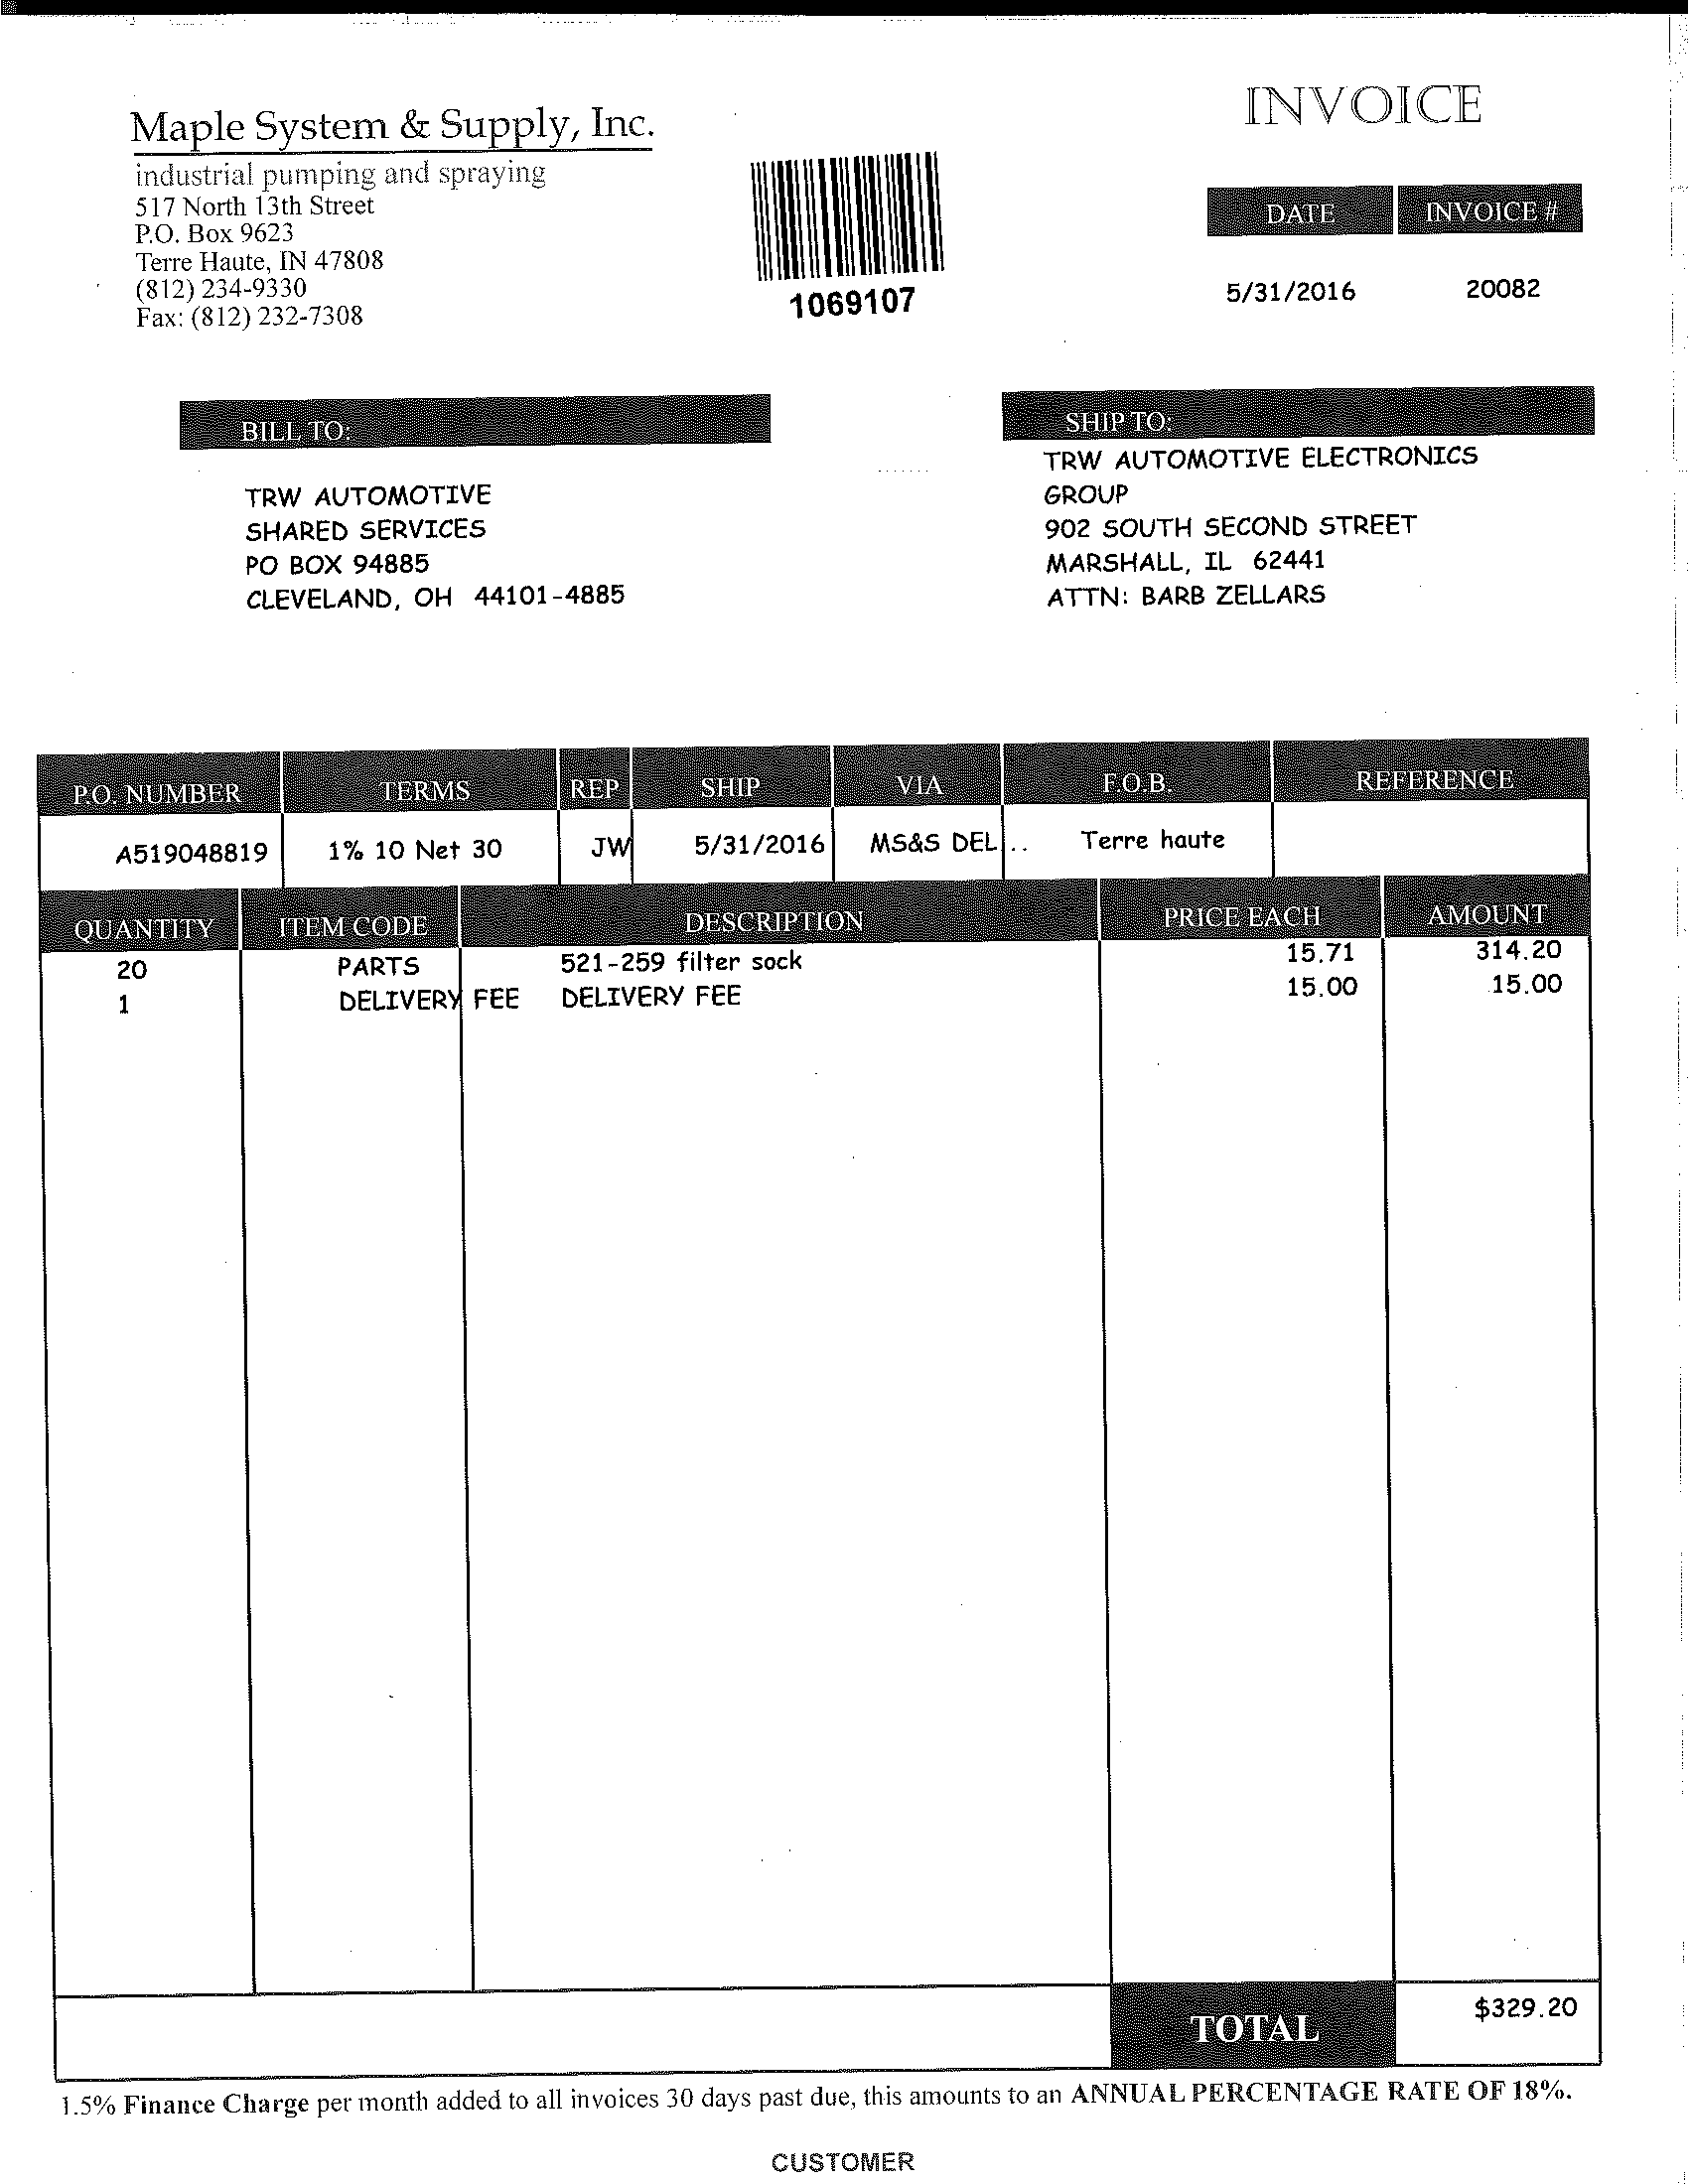 INVOICE
Maple System & Supply, Inc.
industrial pumping and spraying
517 North 13th Street
P.O. Box 9623
Terre Haute, IN 47808
(812) 234-9330
Fax: (812) 232-7308
1069107
DATE INVOICE #
5/31/2016 20082
BILL TO:
TRW AUTOMOTIVE
SHARED SERVICES
PO BOX 94885
CLEVELAND, OH 44101-4885
SHIP TO:
TRW AUTOMOTIVE ELECTRONICS
GROUP
902 SOUTH SECOND STREET
MARSHALL, IL 62441
ATTN: BARB ZELLARS
P.O. NUMBER TERMS REP SHIP VIA F.O.B. REFERENCE
A519048819 1% 10 Net 30 JW 5/31/2016 MS&S DEL... Terre haute
QUANTITY ITEM CODE DESCRIPTION PRICE EACH AMOUNT
20 PARTS 521-259 filter sock 15.71 314.20
1 DELIVERY FEE DELIVERY FEE 15.00 15.00
TOTAL $329.20
1.5% Finance Charge per month added to all invoices 30 days past due, this amounts to an ANNUAL PERCENTAGE RATE OF 18%.
CUSTOMER